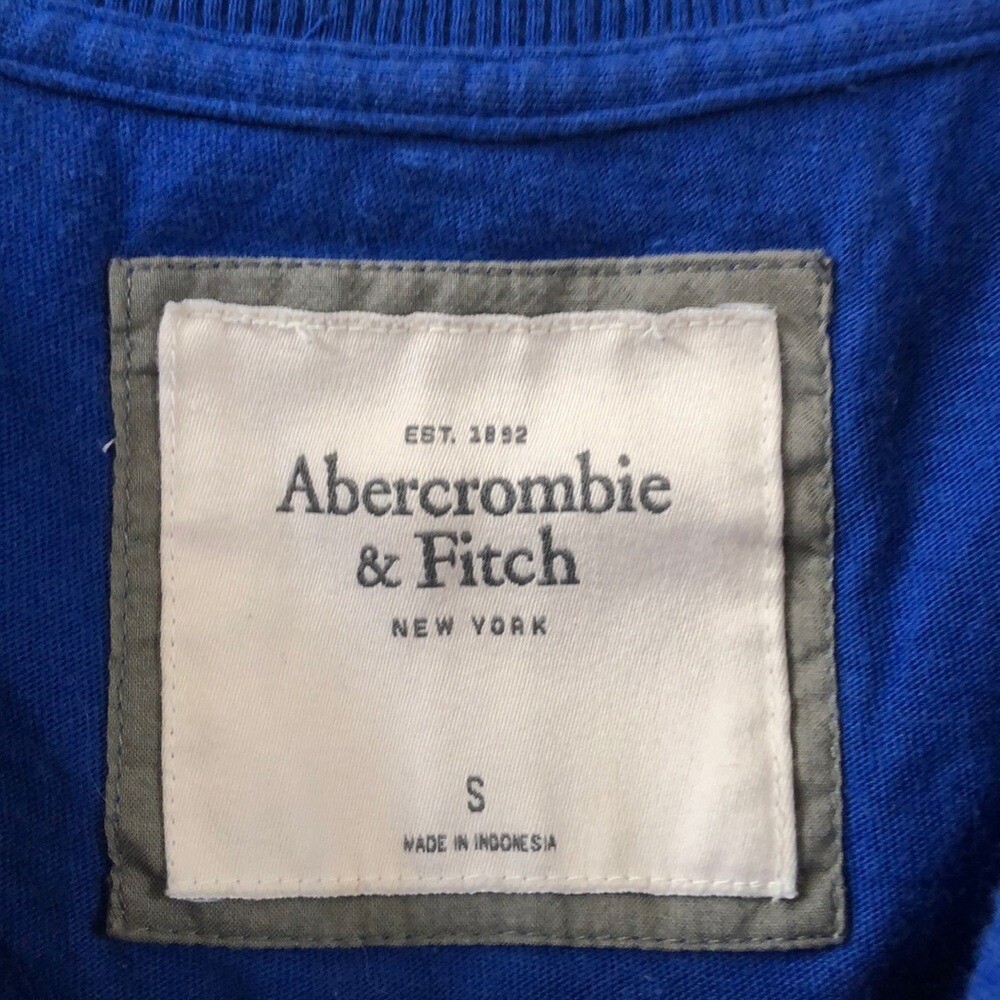 EST. 1892
Abercrombie
& Fitch
NEW YORK
S
MADE IN INDONESIA